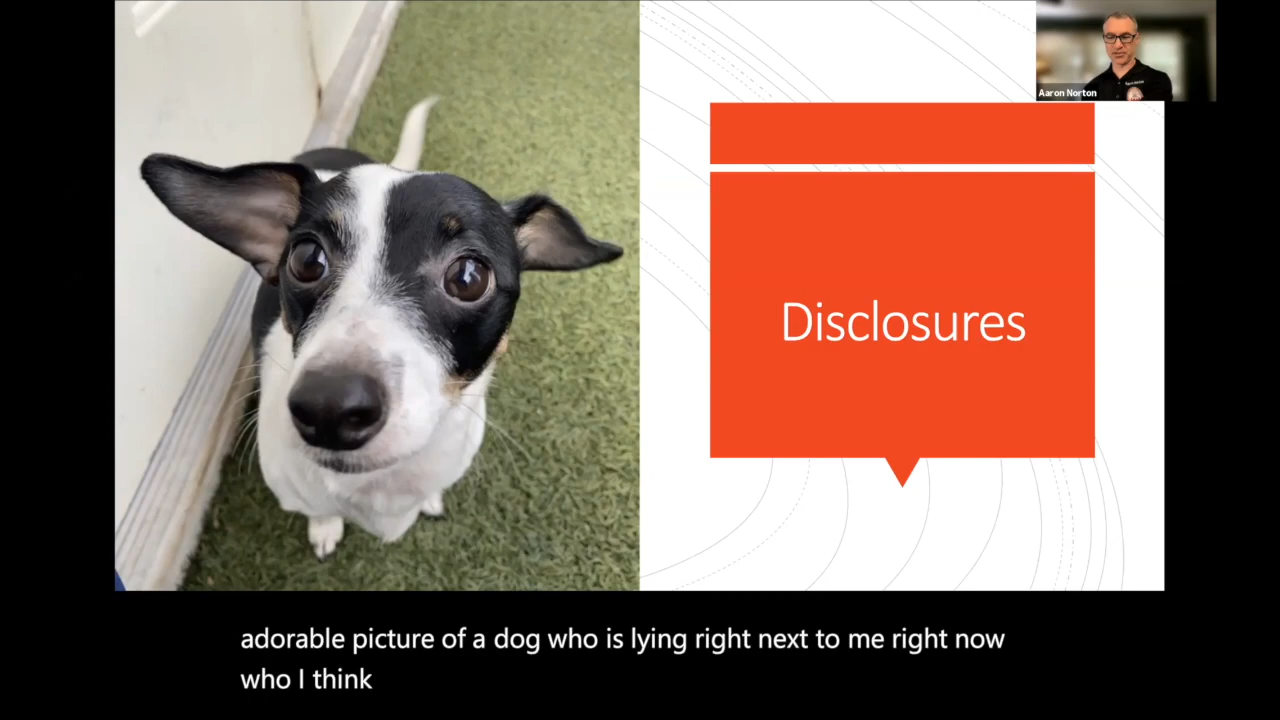 Aaron Norton
Disclosures
adorable picture of a dog who is lying right next to me right now
who I think